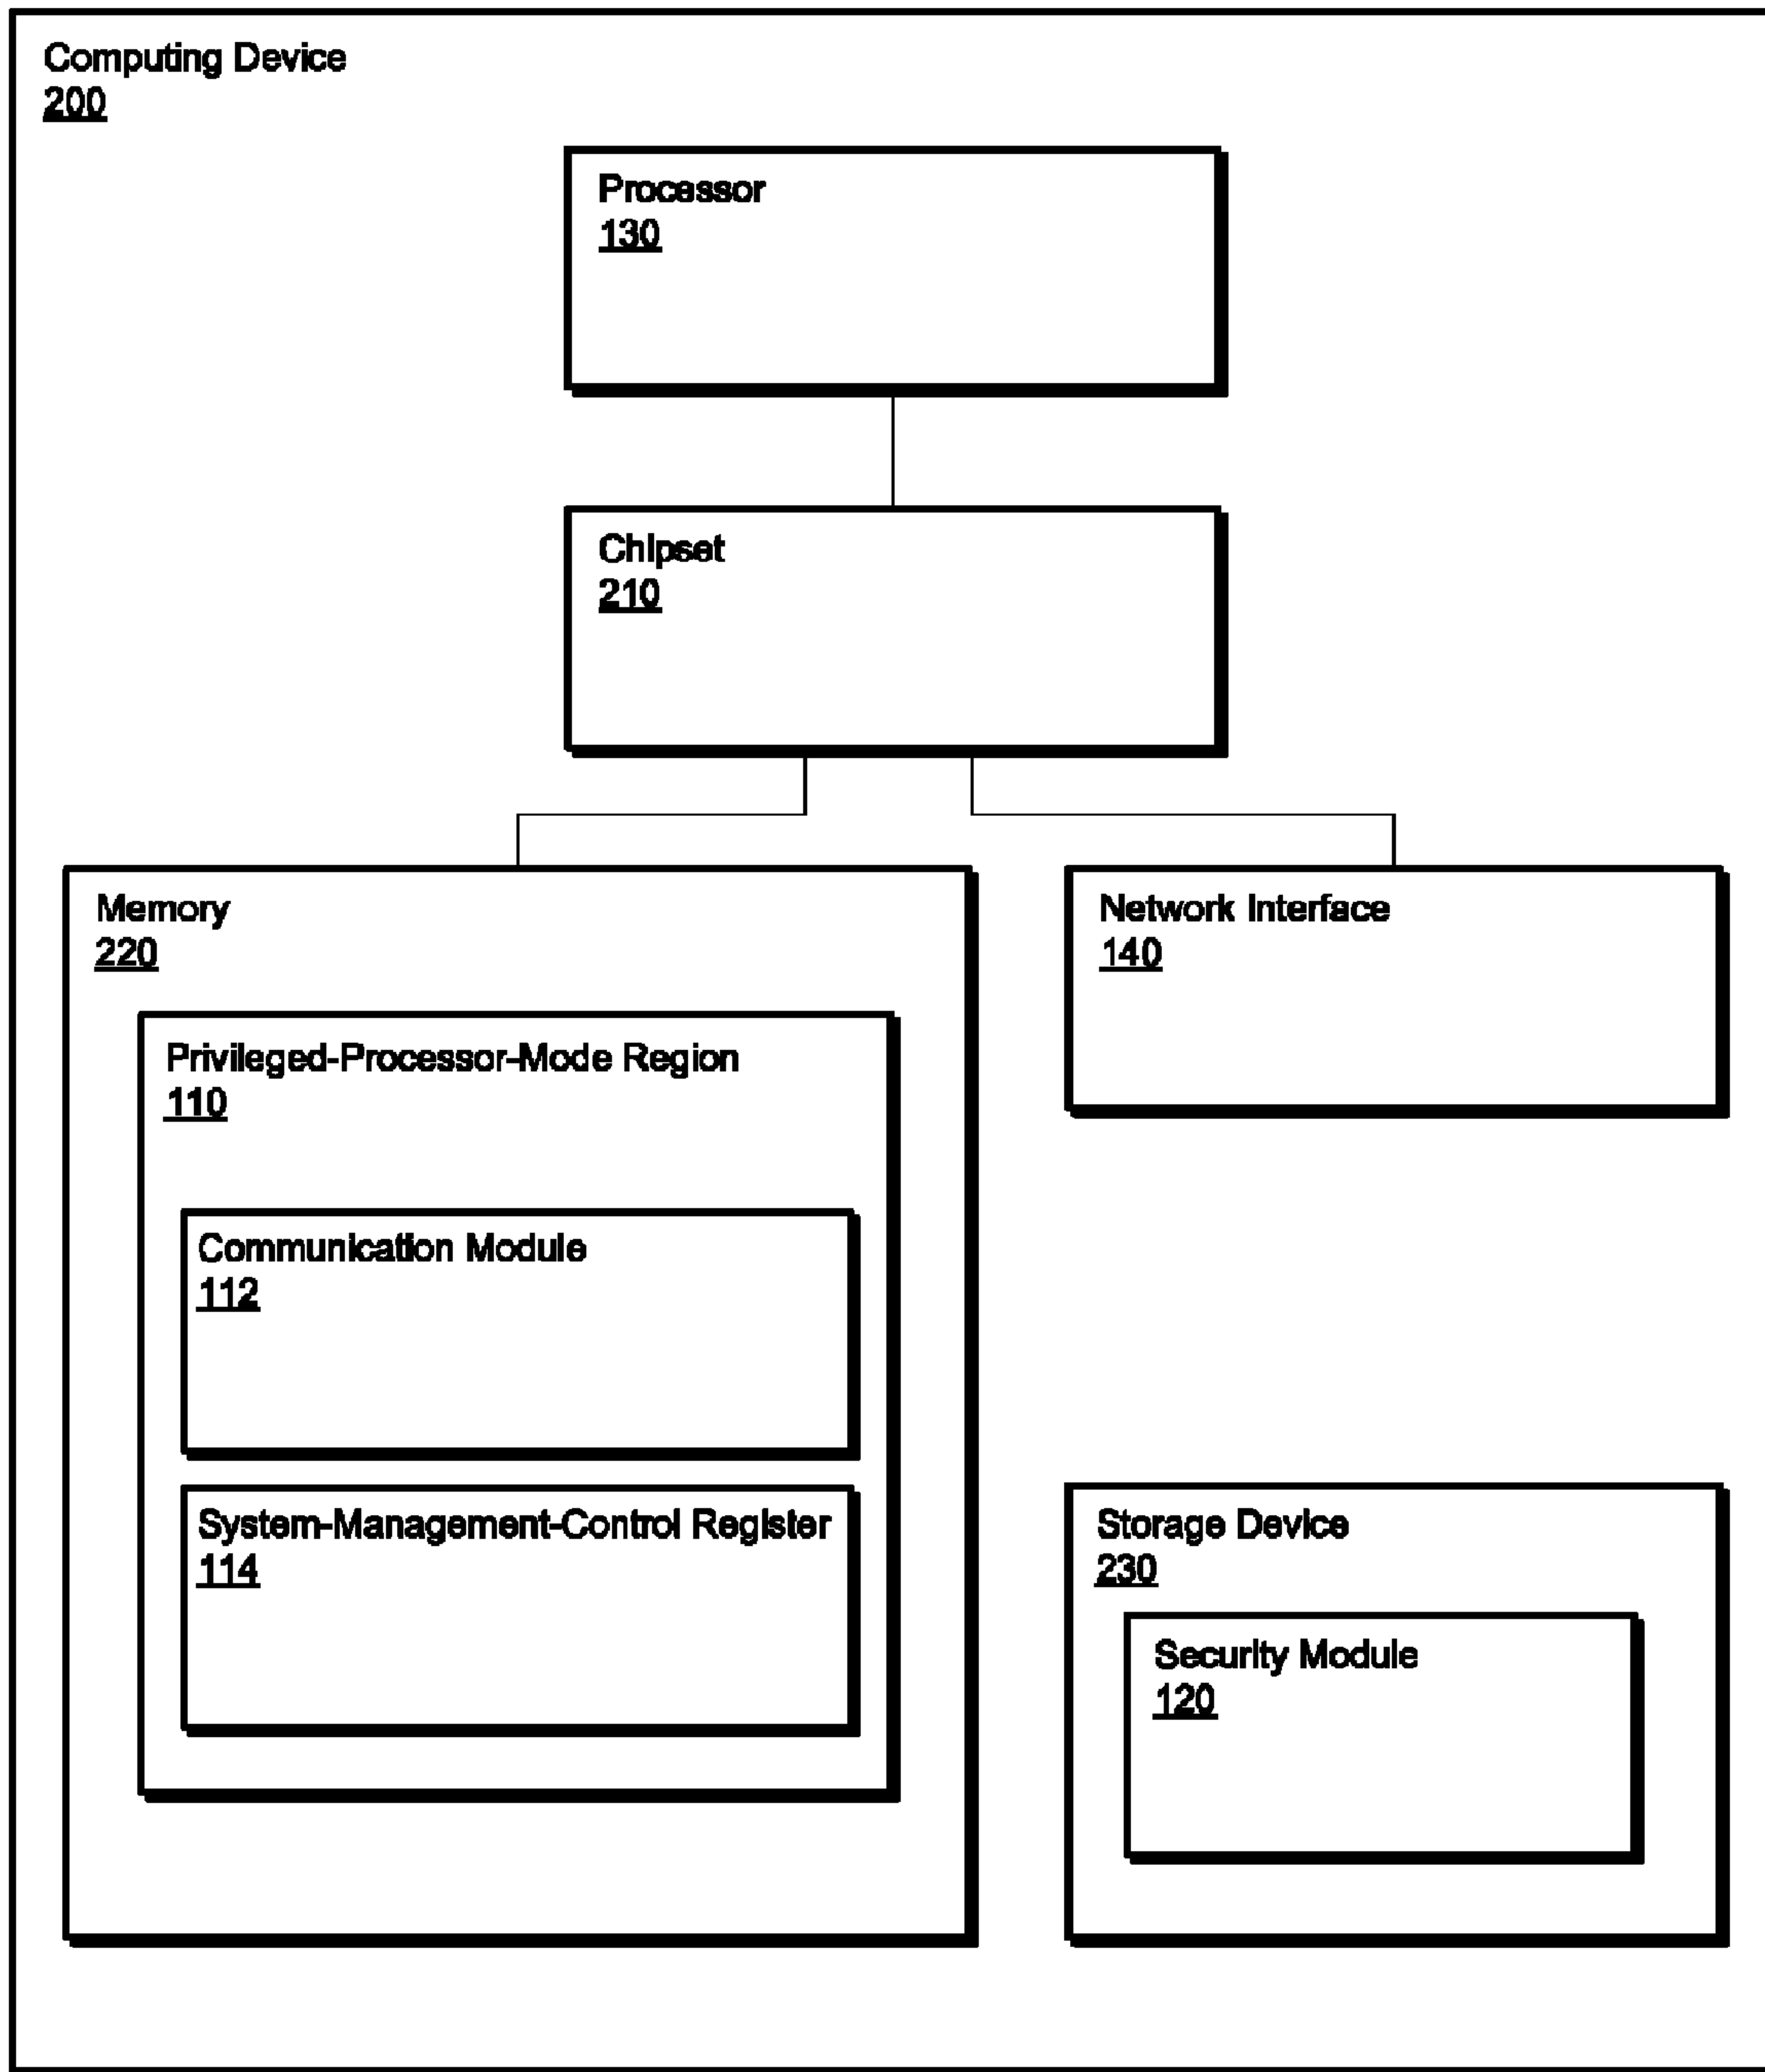 Computing Device
200
Processor
130
Chipset
210
Memory
220
Network Interface
140
Privileged-Processor-Mode Region
110
Communication Module
112
System-Management-Control Register
114
Storage Device
230
Security Module
120